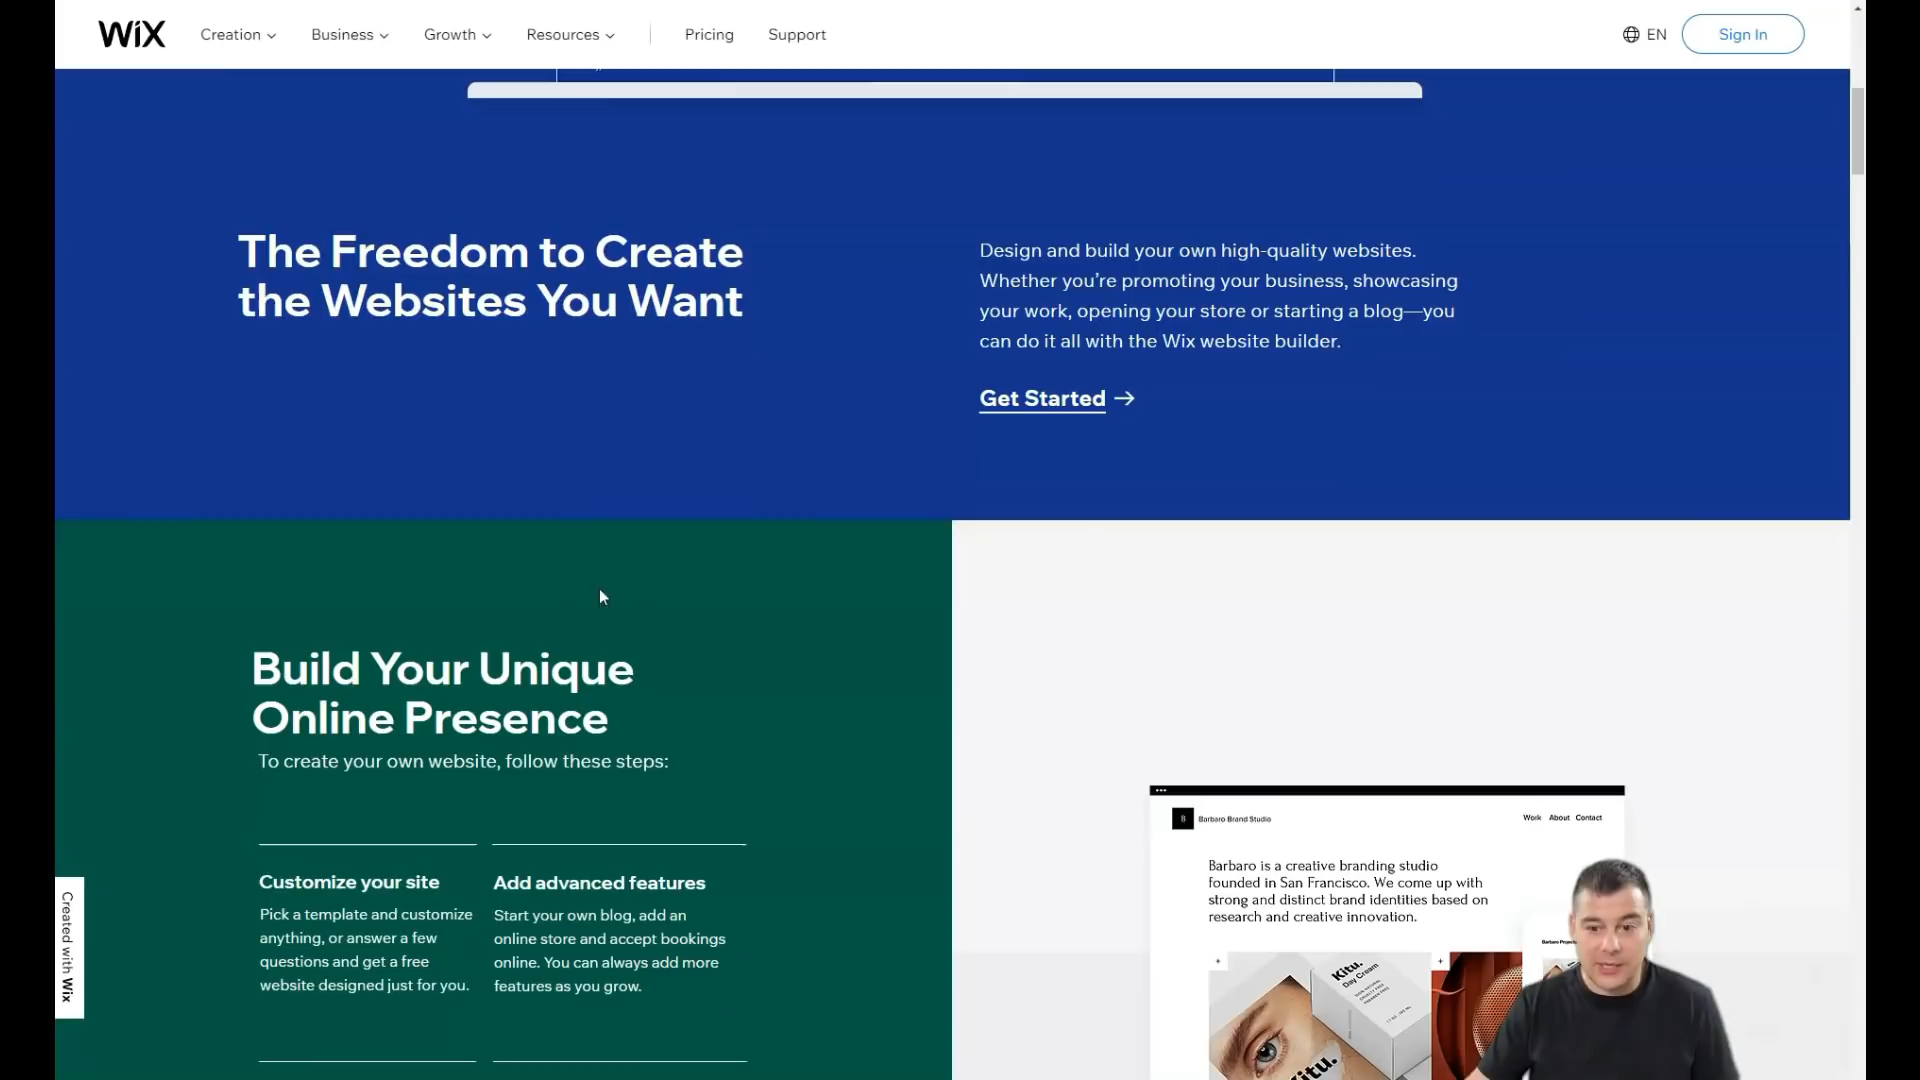 WiX
Creation
Business
Growth
Resources
Pricing
Support
EN
Sign In
The Freedom to Create
the Websites You Want
Design and build your own high-quality websites.
Whether you’re promoting your business, showcasing
your work, opening your store or starting a blog—you
can do it all with the Wix website builder.
Get Started →
Build Your Unique
Online Presence
To create your own website, follow these steps:
Customize your site
Pick a template and customize
anything, or answer a few
questions and get a free
website designed just for you.
Add advanced features
Start your own blog, add an
online store and accept bookings
online. You can always add more
features as you grow.
Created with Wix
B
Barbaro Brand Studio
Work About Contact
Barbaro is a creative branding studio
founded in San Francisco. We come up with
strong and distinct brand identities based on
research and creative innovation.
Kitu.
Day Cream
Kitu.